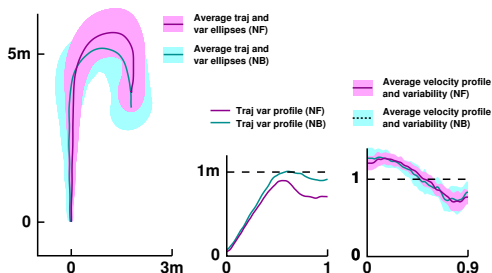 Average traj and
var ellipses (NF)
Average traj and
var ellipses (NB)
5m
0
0
3m
Traj var profile (NF)
Traj var profile (NB)
1m
0
0
1
Average velocity profile
and variability (NF)
Average velocity profile
and variability (NB)
1
0
0
0.9